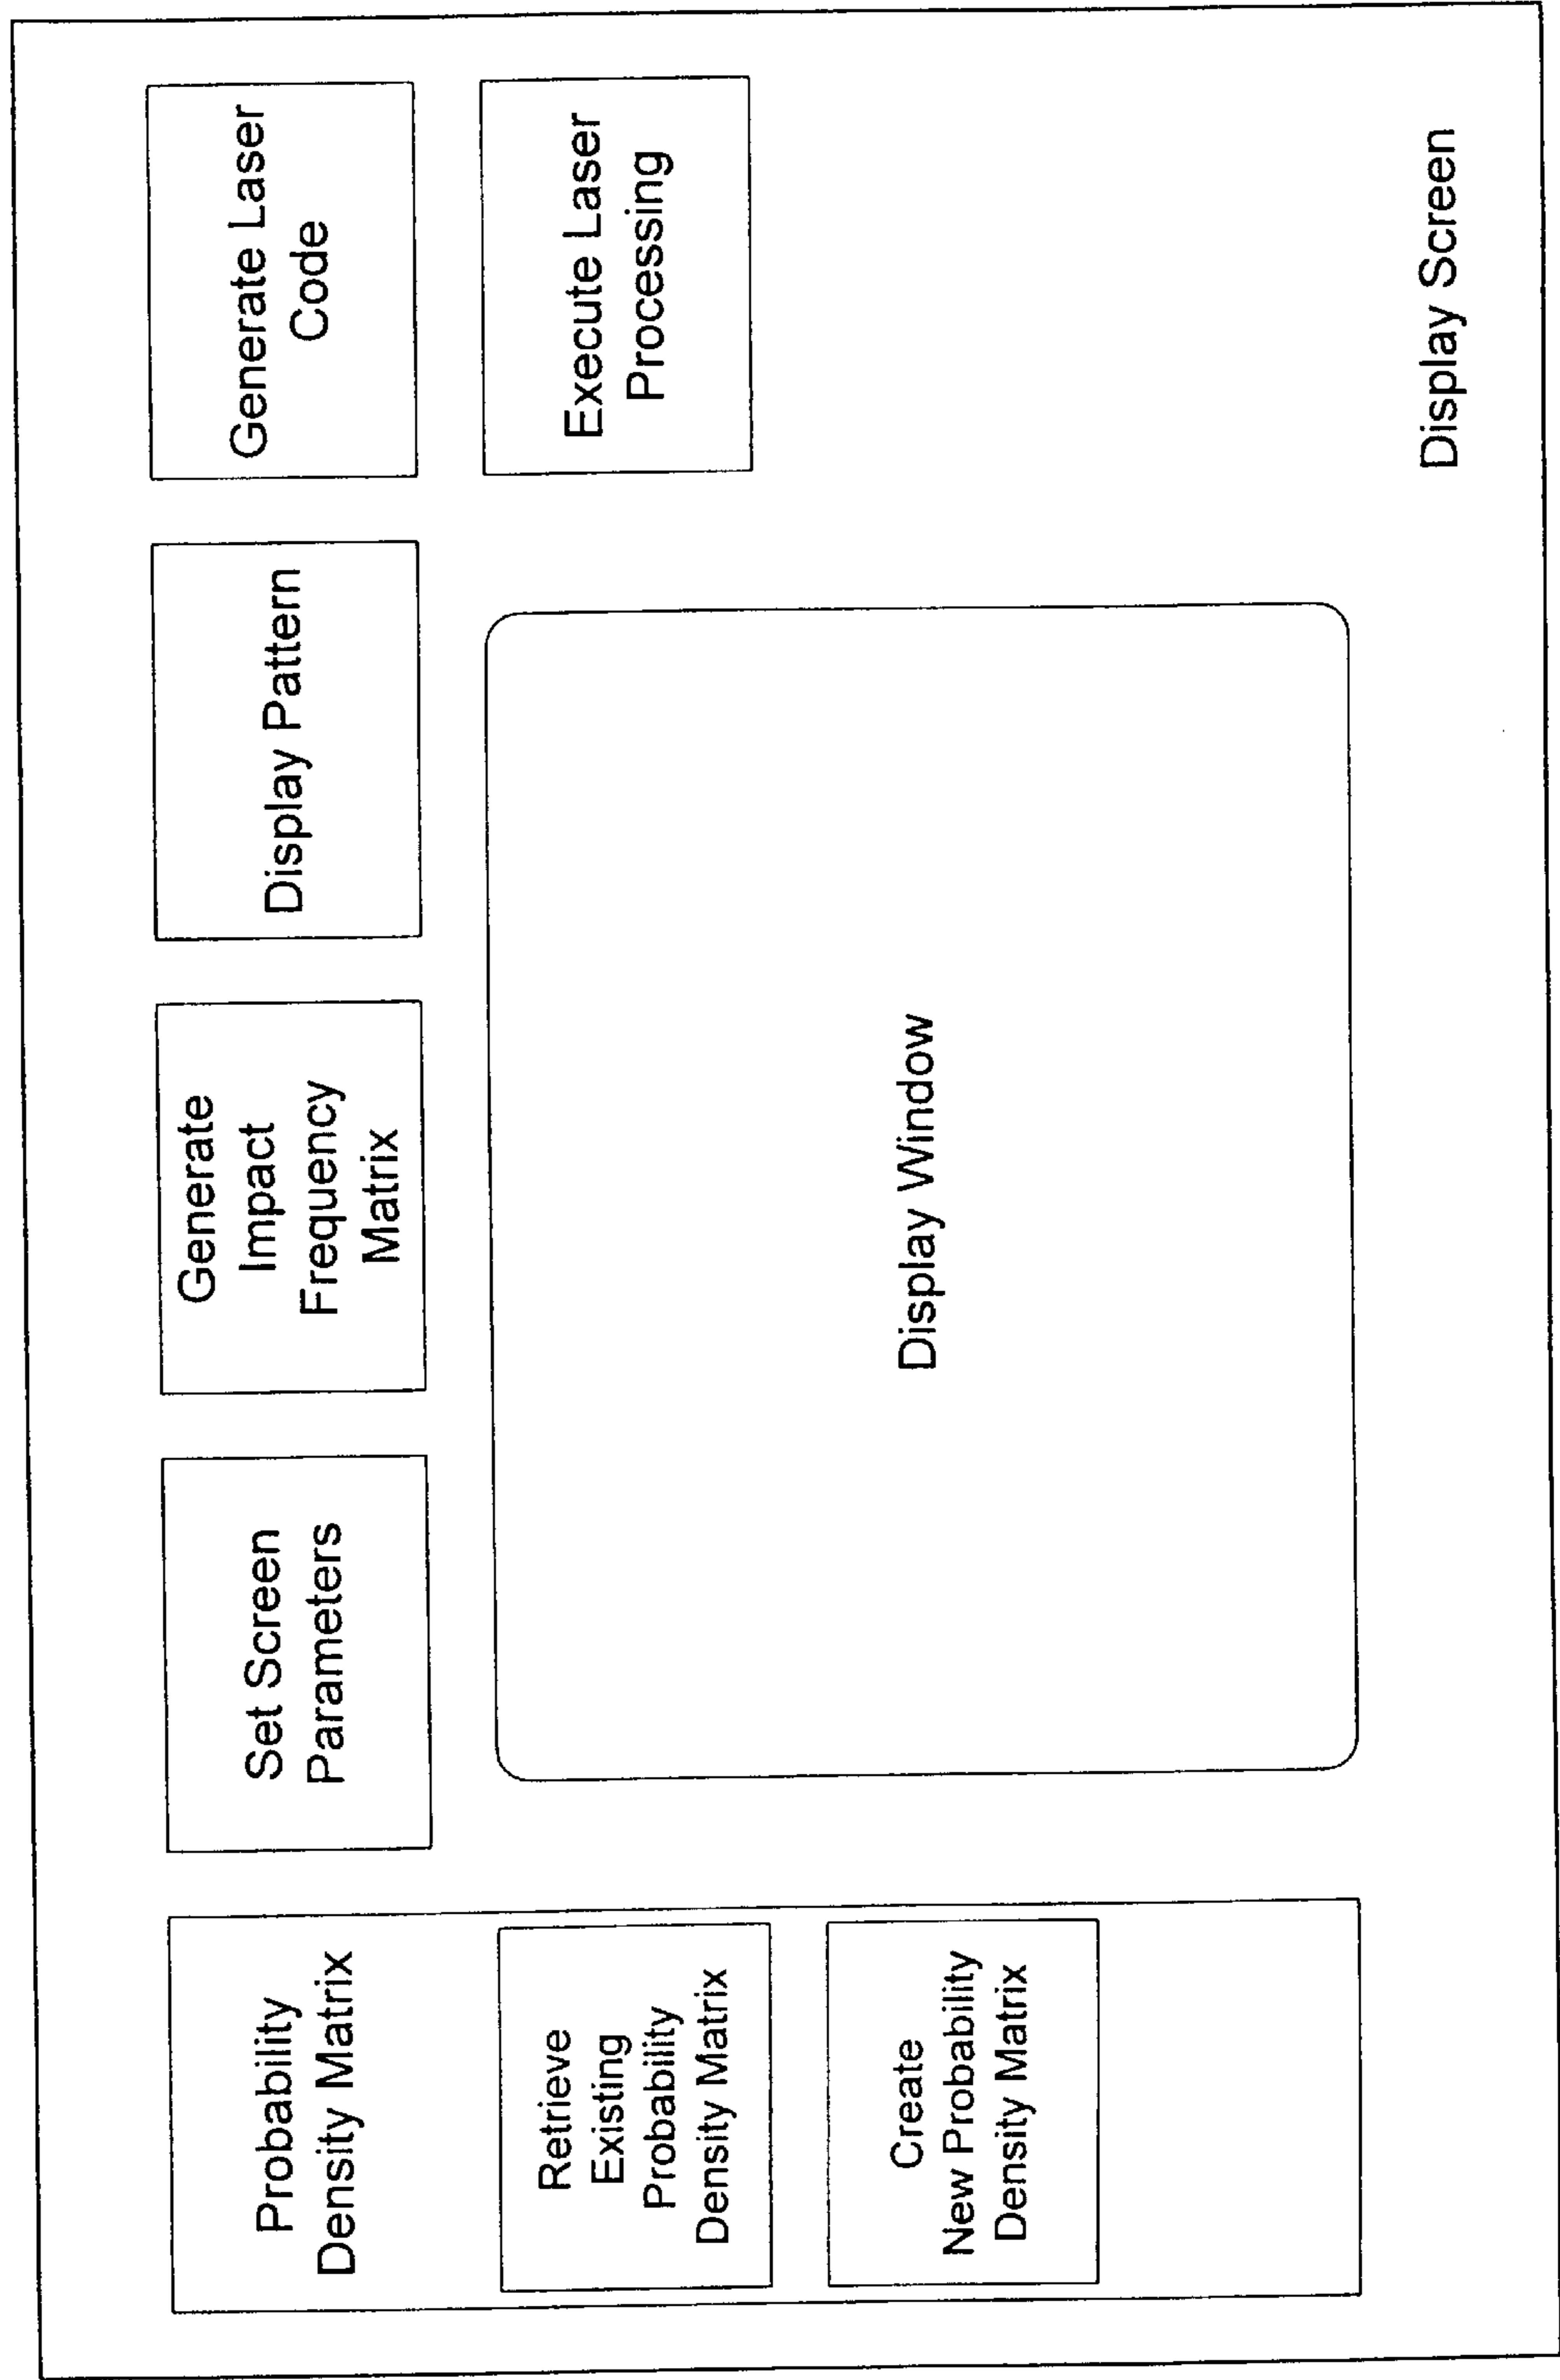 Probability
Density Matrix
Retrieve
Existing
Probability
Density Matrix
Create
New Probability
Density Matrix
Set Screen
Parameters
Generate
Impact
Frequency
Matrix
Display Pattern
Generate Laser
Code
Execute Laser
Processing
Display Window
Display Screen